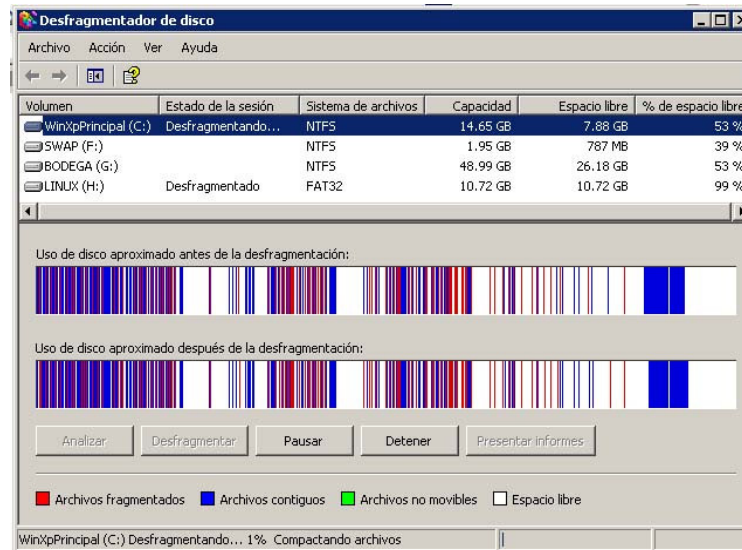 Desfragmentador de disco
Archivo Acción Ver Ayuda
Volumen Estado de la sesión Sistema de archivos Capacidad Espacio libre % de espacio libre
WinXpPrincipal (C:) Desfragmentando... NTFS 14.65 GB 7.88 GB 53 %
SWAP (F:) NTFS 1.95 GB 787 MB 39 %
BODEGA (G:) NTFS 48.99 GB 26.18 GB 53 %
LINUX (H:) Desfragmentado FAT32 10.72 GB 10.72 GB 99 %
Uso de disco aproximado antes de la desfragmentación:
Uso de disco aproximado después de la desfragmentación:
Analizar Desfragmentar Pausar Detener Presentar informes
Archivos fragmentados Archivos contiguos Archivos no movibles Espacio libre
WinXpPrincipal (C:) Desfragmentando... 1% Compactando archivos